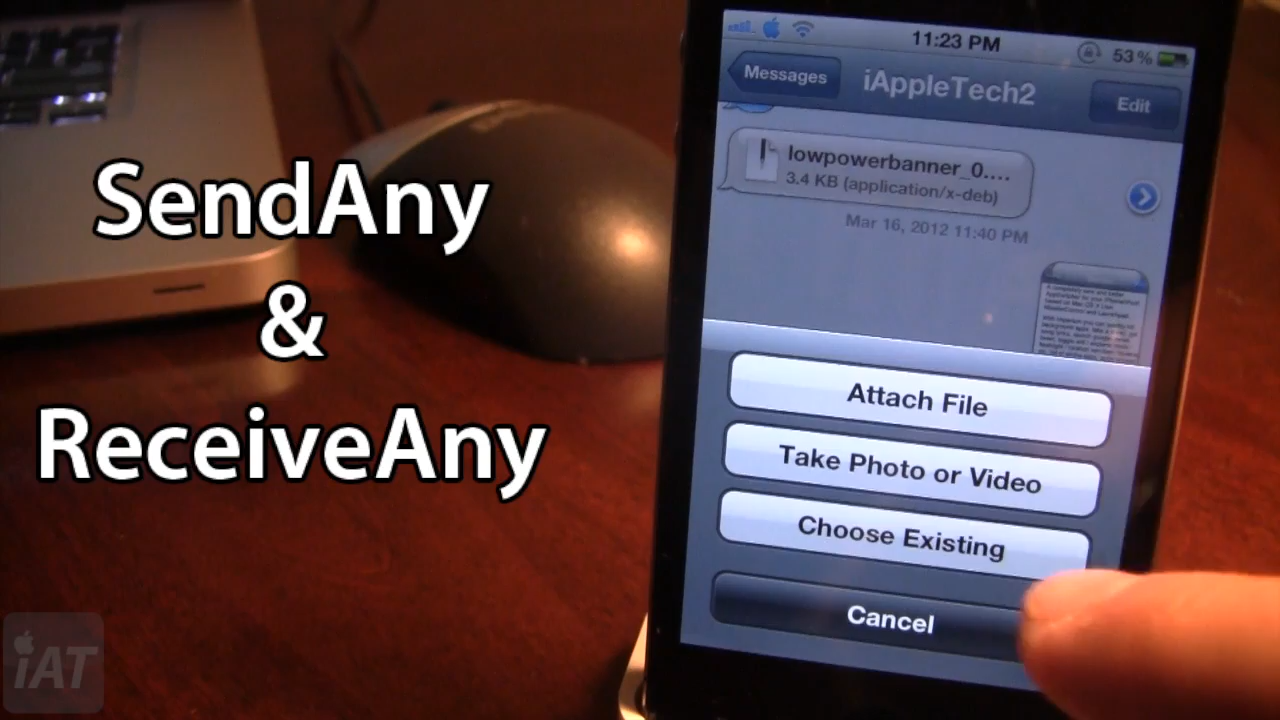 SendAny
&
ReceiveAny
11:23 PM
53%
Messages
iAppleTech2
Edit
lowpowerbanner_0....
3.4 KB (application/x-deb)
Mar 16, 2012 11:40 PM
Attach File
Take Photo or Video
Choose Existing
Cancel
iAT